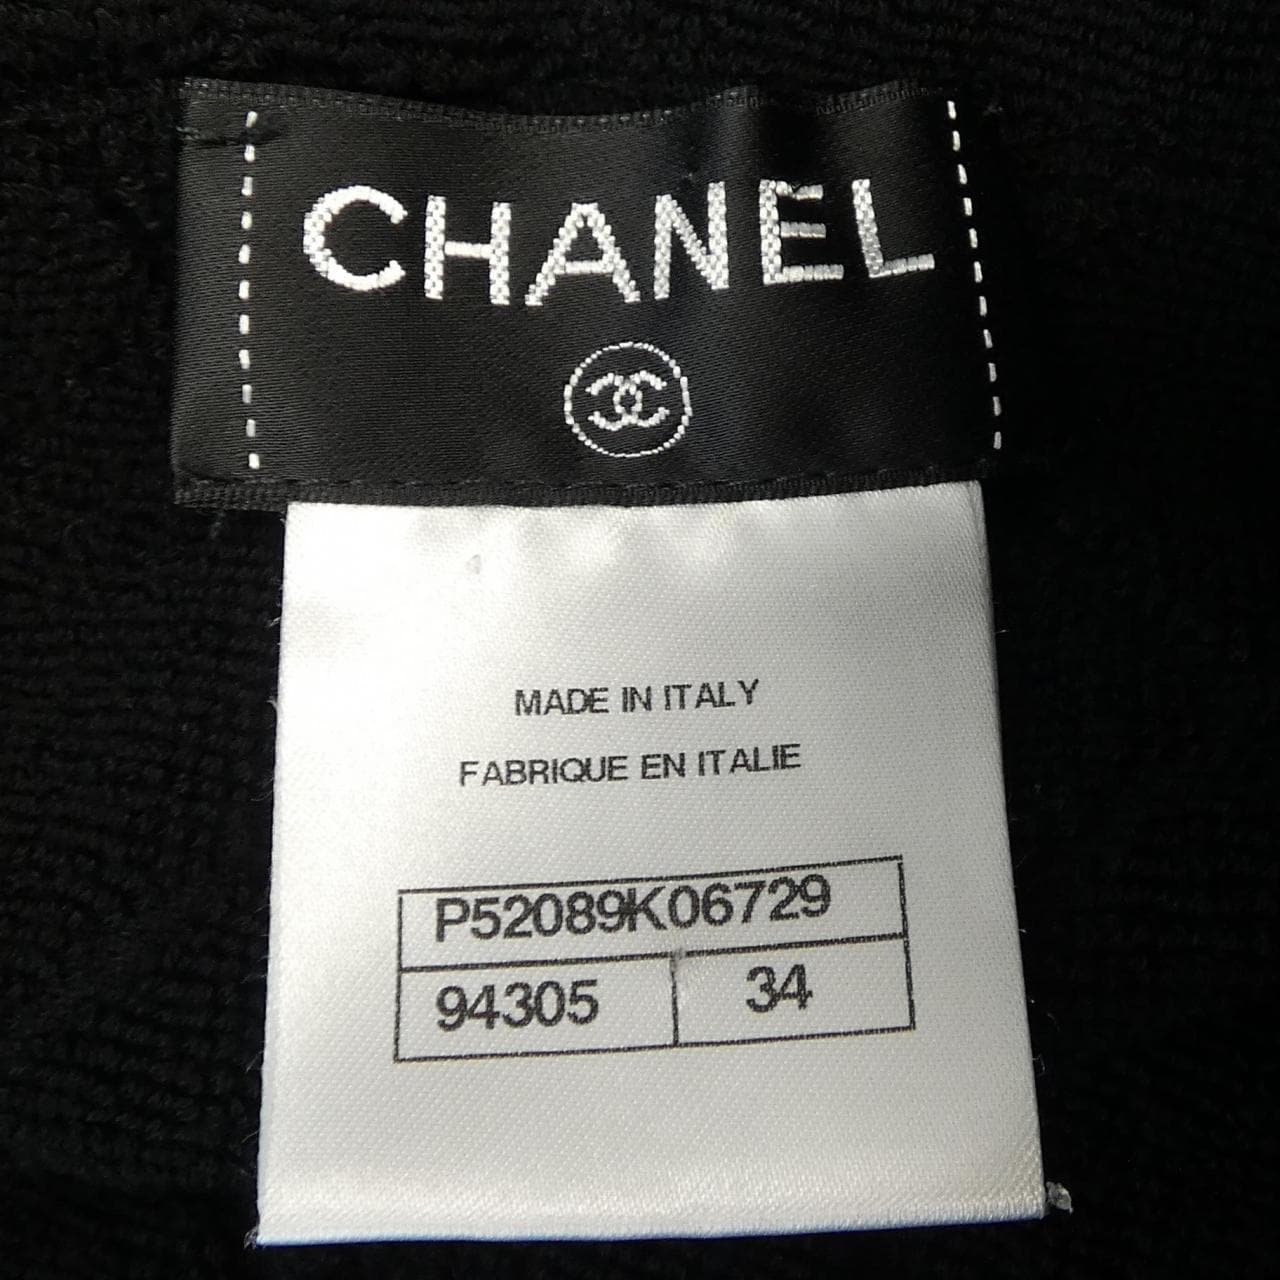 CHANEL
MADE IN ITALY
FABRIQUE EN ITALIE
P52089K06729
94305 34